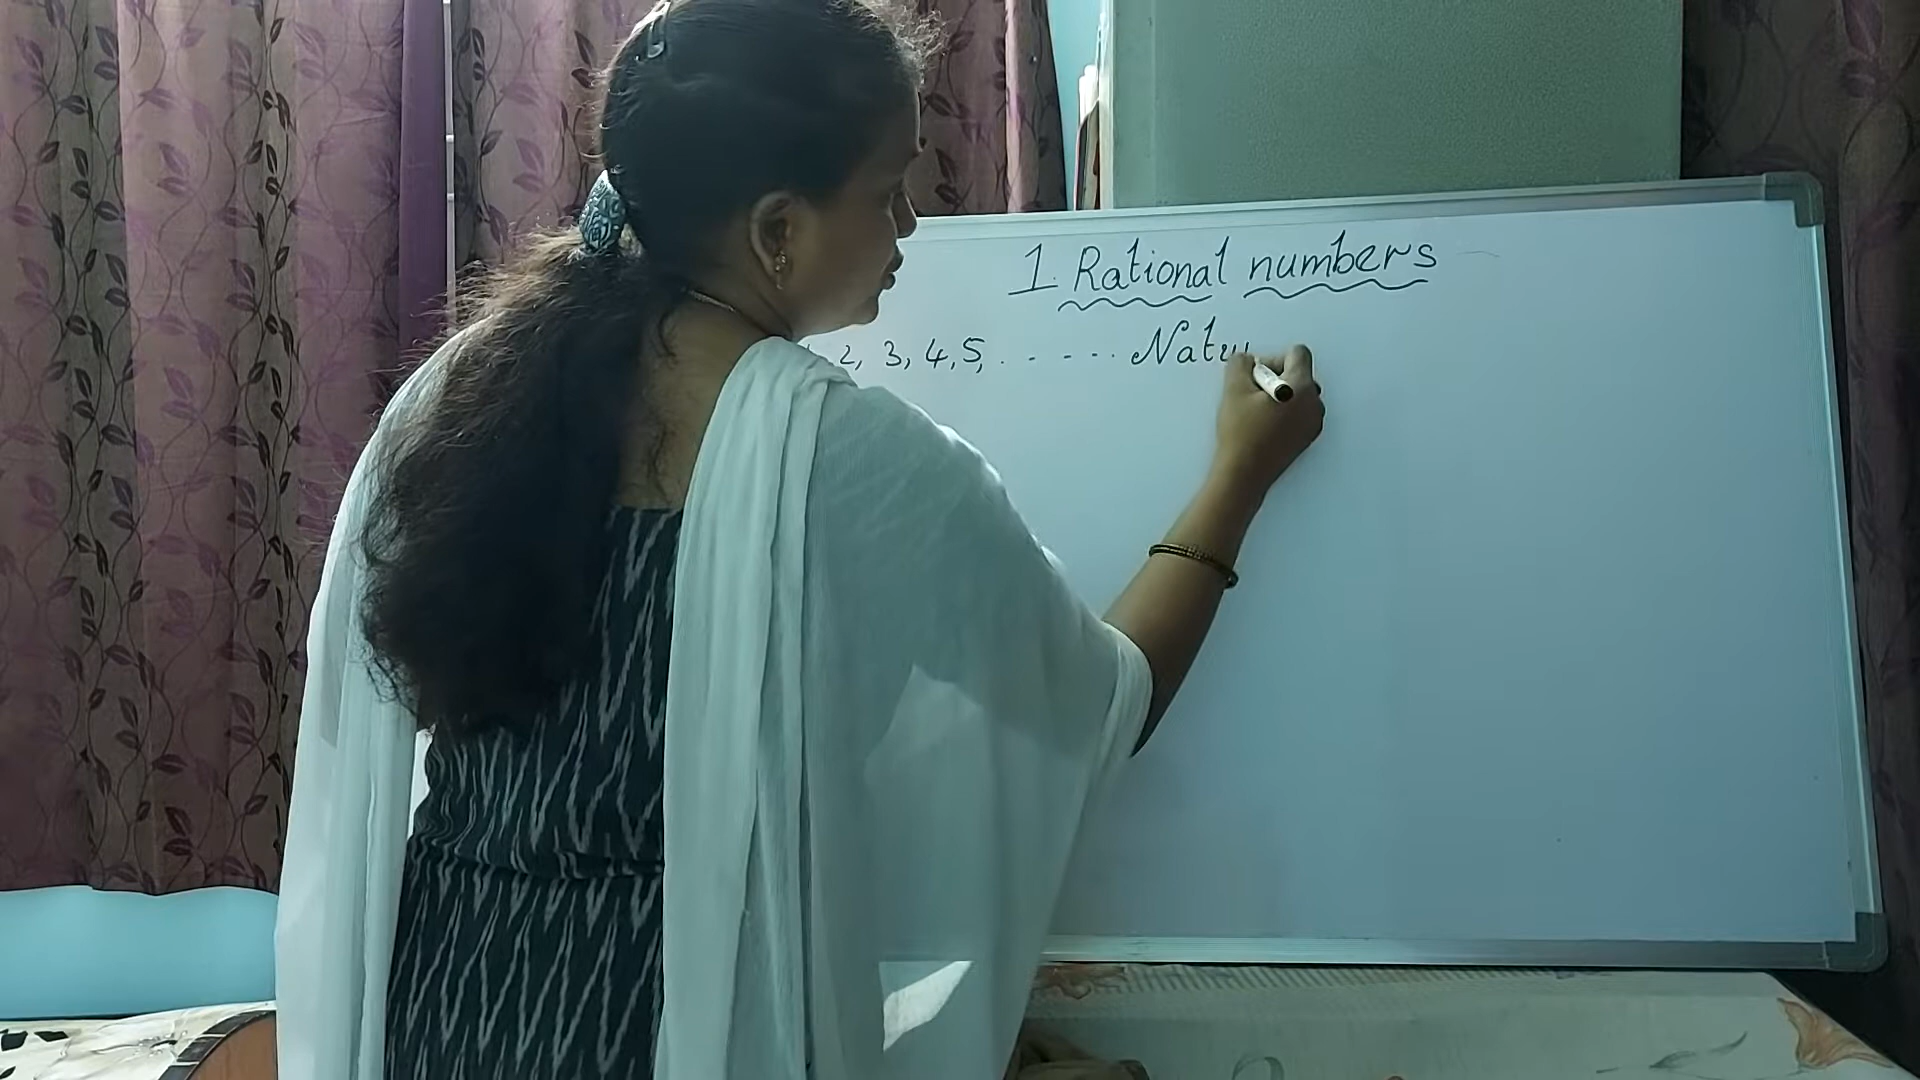 1. Rational numbers
2, 3, 4, 5, . . - - - . . Natu